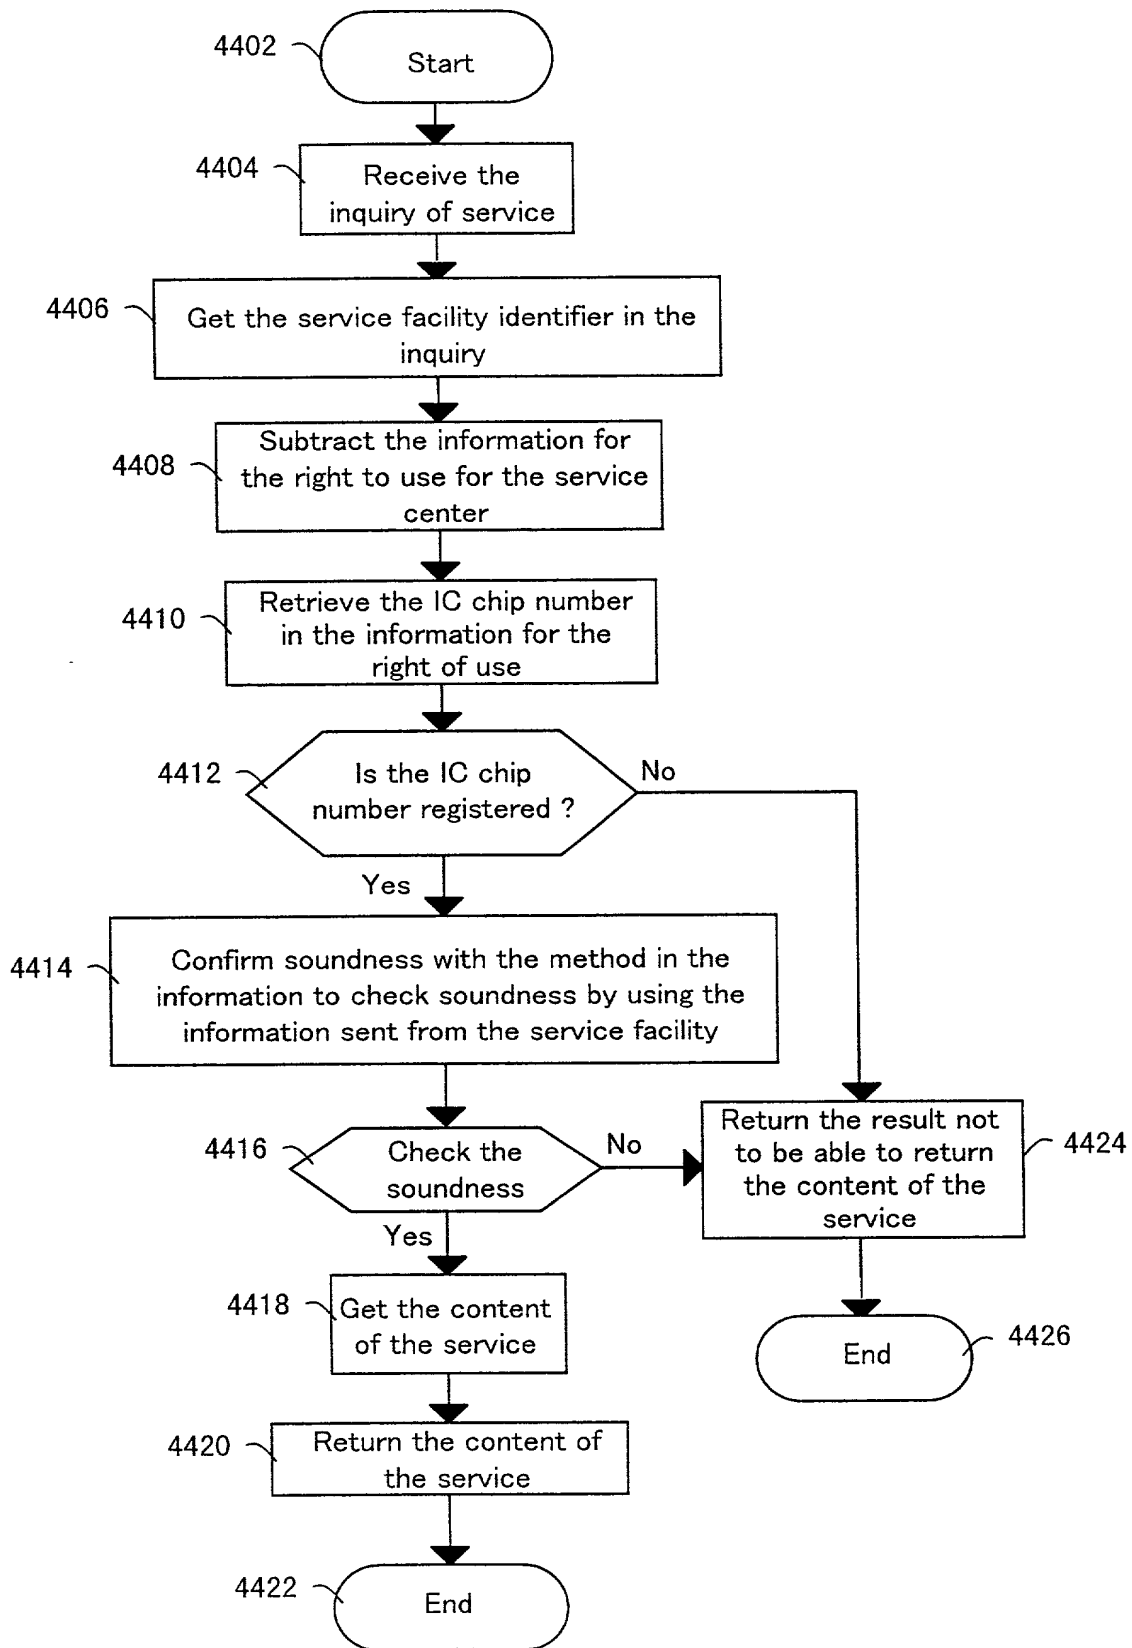 4402
Start
4404
Receive the
inquiry of service
4406
Get the service facility identifier in the
inquiry
4408
Subtract the information for
the right to use for the service
center
4410
Retrieve the IC chip number
in the information for the
right of use
4412
Is the IC chip
number registered ?
No
Yes
4414
Confirm soundness with the method in the
information to check soundness by using the
information sent from the service facility
4416
Check the
soundness
No
Yes
Return the result not
to be able to return
the content of the
service
4424
4418
Get the content
of the service
End
4426
4420
Return the content of
the service
4422
End